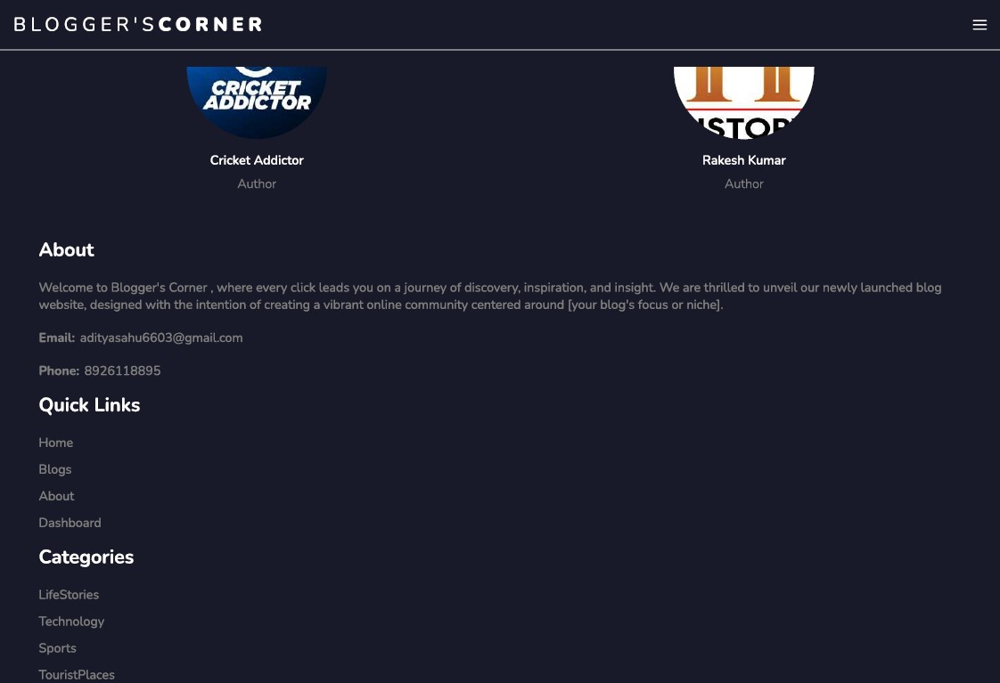 BLOGGER'SCORNER
CRICKET
ADDICTOR
Cricket Addictor
Author
Rakesh Kumar
Author
About
Welcome to Blogger's Corner , where every click leads you on a journey of discovery, inspiration, and insight. We are thrilled to unveil our newly launched blog
website, designed with the intention of creating a vibrant online community centered around [your blog's focus or niche].
Email: adityasahu6603@gmail.com
Phone: 8926118895
Quick Links
Home
Blogs
About
Dashboard
Categories
LifeStories
Technology
Sports
TouristPlaces